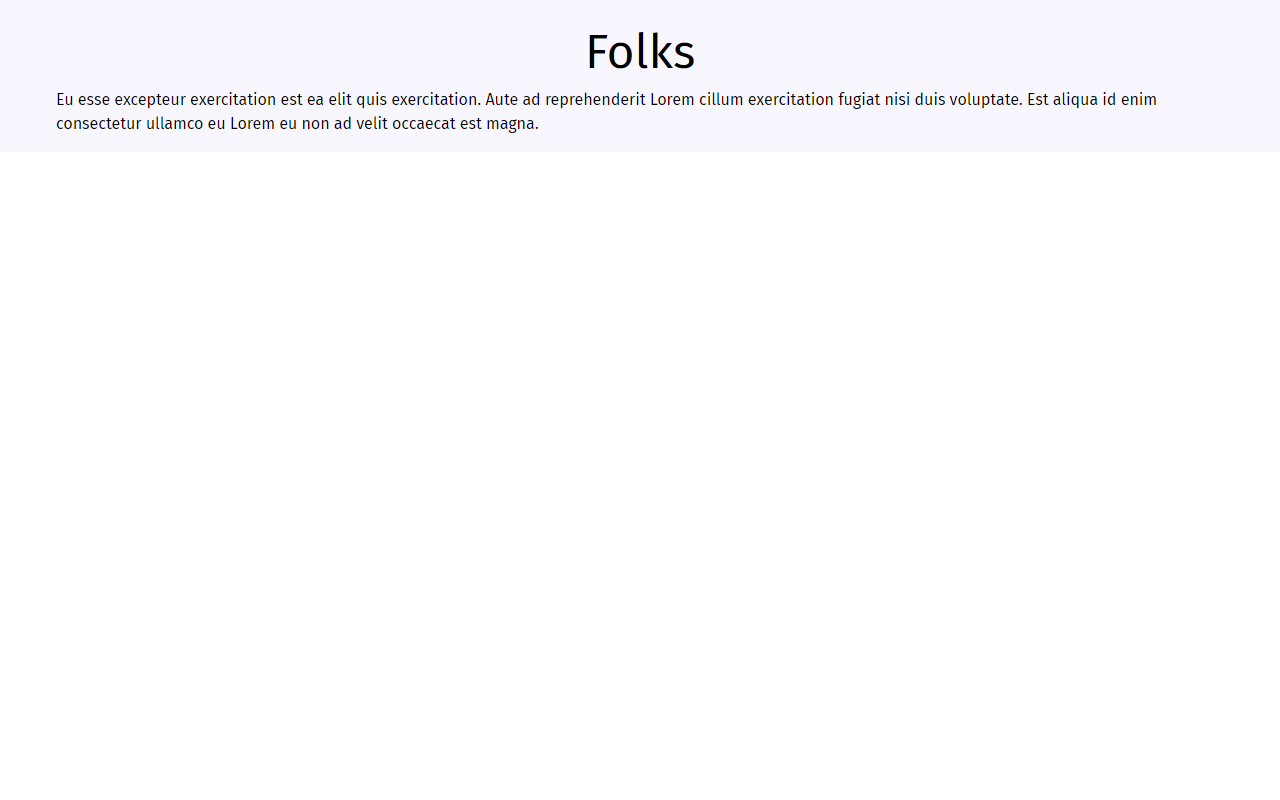 Folks
Eu esse excepteur exercitation est ea elit quis exercitation. Aute ad reprehenderit Lorem cillum exercitation fugiat nisi duis voluptate. Est aliqua id enim
consectetur ullamco eu Lorem eu non ad velit occaecat est magna.